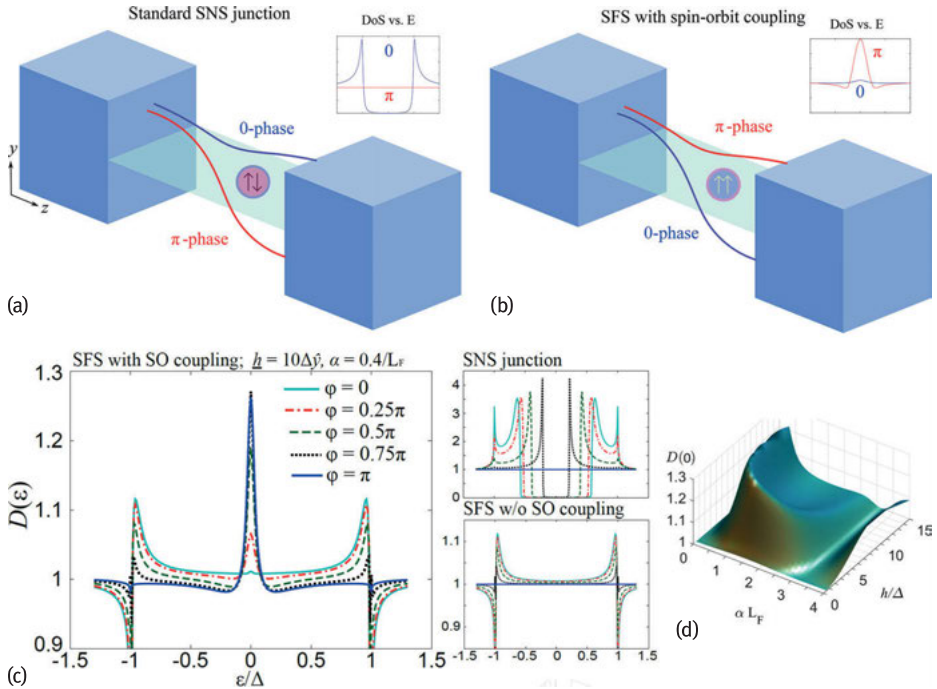 Standard SNS junction
DoS vs. E
0
π
0-phase
π-phase
y
z
(a)
SFS with spin-orbit coupling
DoS vs. E
π
0
π-phase
0-phase
(b)
SFS with SO coupling; h = 10Δŷ, α = 0.4/L_F
1.3
1.2
1.1
1
0.9
D(ε)
φ = 0
φ = 0.25π
φ = 0.5π
φ = 0.75π
φ = π
-1.5 -1 -0.5 0 0.5 1 1.5
ε/Δ
(c)
SNS junction
4
3
2
1
0
SFS w/o SO coupling
1.1
1
0.9
-1.5 -1 -0.5 0 0.5 1 1.5
D(0)
1.3
1.2
1.1
1
0 1 2 3 4
α L_F
0 5 10 15
h/Δ
(d)